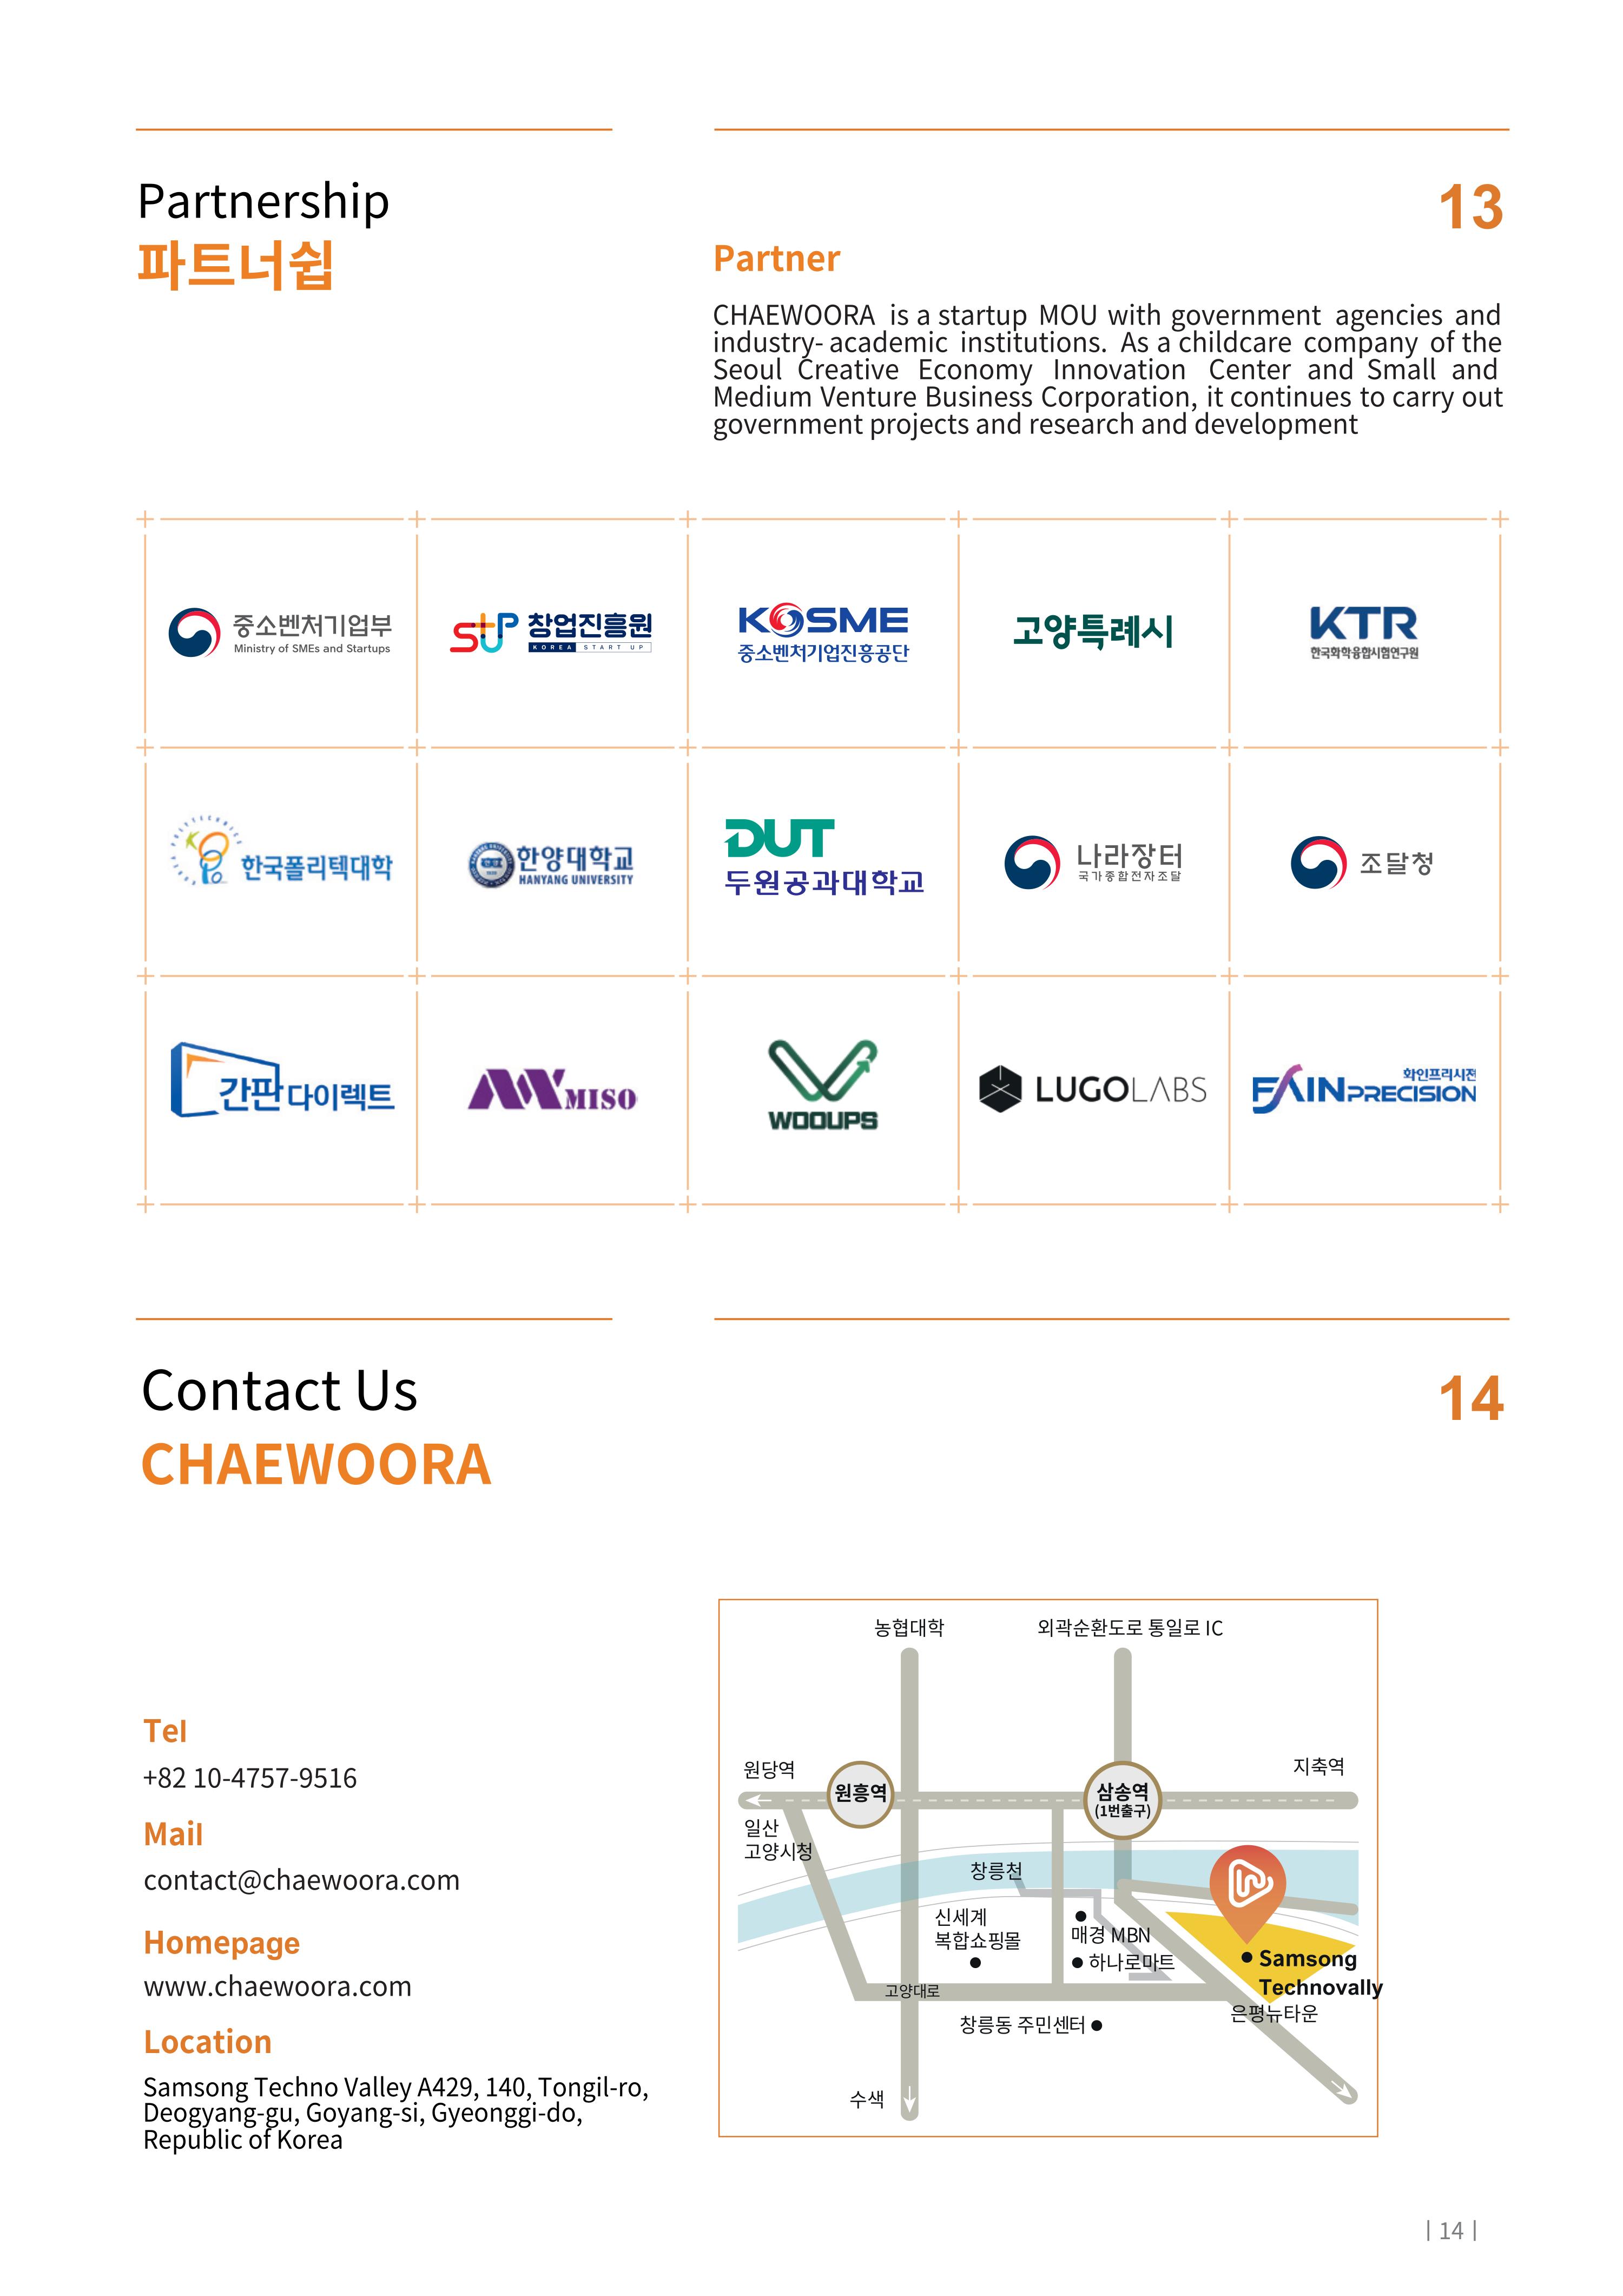 Partnership
파트너쉽
13
Partner
CHAEWOORA is a startup MOU with government agencies and
industry- academic institutions. As a childcare company of the
Seoul Creative Economy Innovation Center and Small and
Medium Venture Business Corporation, it continues to carry out
government projects and research and development
중소벤처기업부
Ministry of SMEs and Startups
StUP 창업진흥원
KOREA START UP
KOSME
중소벤처기업진흥공단
고양특례시
KTR
한국화학융합시험연구원
한국폴리텍대학
한양대학교
HANYANG UNIVERSITY
DUT
두원공과대학교
나라장터
국가종합전자조달
조달청
간판다이렉트
MISO
WOOUPS
LUGOLABS
화인프리시젼
FAIN PRECISION
Contact Us
CHAEWOORA
14
Tel
+82 10-4757-9516
Mail
contact@chaewoora.com
Homepage
www.chaewoora.com
Location
Samsong Techno Valley A429, 140, Tongil-ro,
Deogyang-gu, Goyang-si, Gyeonggi-do,
Republic of Korea
농협대학
외곽순환도로 통일로 IC
원당역
원흥역
삼송역
(1번출구)
지축역
일산
고양시청
창릉천
신세계
복합쇼핑몰
매경 MBN
하나로마트
Samsong
Technovally
고양대로
은평뉴타운
창릉동 주민센터
수색
| 14 |